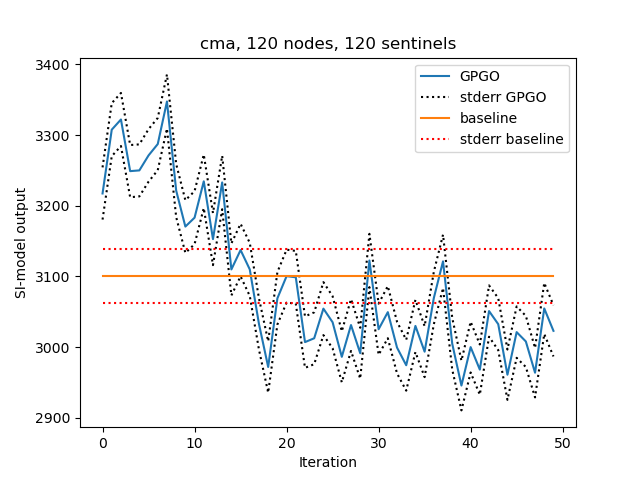 cma, 120 nodes, 120 sentinels
3400
3300
3200
3100
3000
2900
SI-model output
GPGO
stderr GPGO
baseline
stderr baseline
0 10 20 30 40 50
Iteration